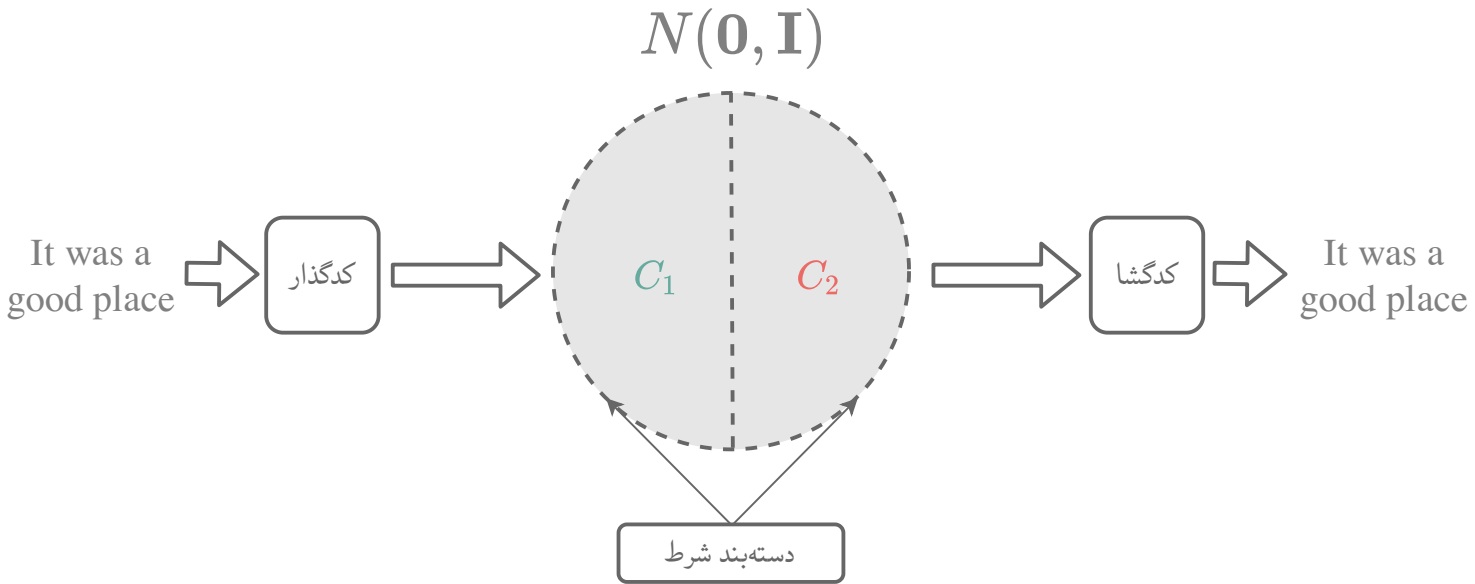 N(0, I)
It was a
good place
کدگذار
C₁
C₂
کدگشا
It was a
good place
دسته‌بند شرط